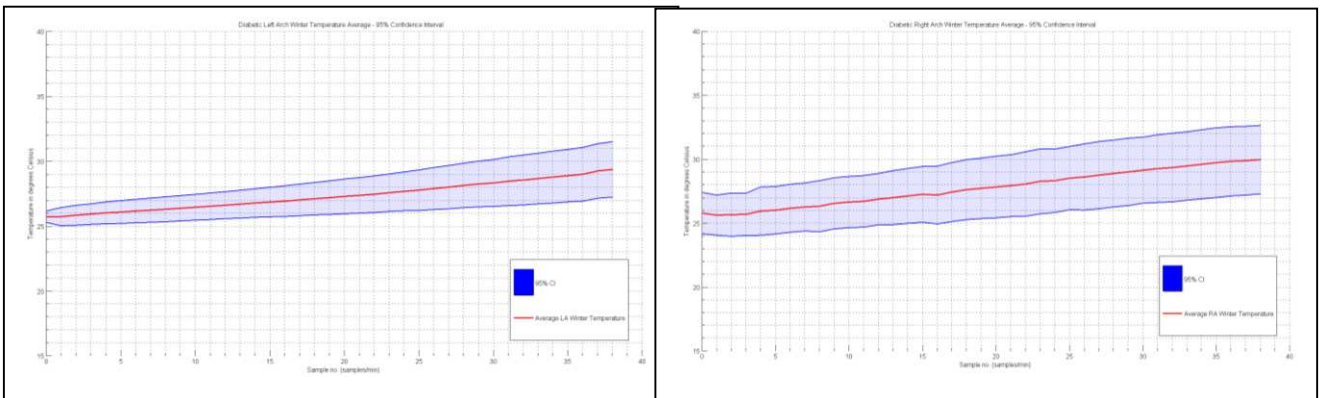 Diabetic Left Arch Winter Temperature Average - 95% Confidence Interval
40
35
30
25
20
15
Temperature in degrees Celsius
0 5 10 15 20 25 30 35 40
Sample no. (samples/min)
95% CI
Average LA Winter Temperature
Diabetic Right Arch Winter Temperature Average - 95% Confidence Interval
40
35
30
25
20
15
Temperature in degrees Celsius
0 5 10 15 20 25 30 35 40
Sample no. (samples/min)
95% CI
Average RA Winter Temperature